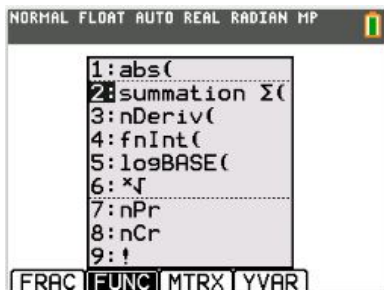 NORMAL FLOAT AUTO REAL RADIAN MP
1:abs(
2:summation Σ(
3:nDeriv(
4:fnInt(
5:logBASE(
6:ˣ√
7:nPr
8:nCr
9:!
FRAC FUNC MTRX YVAR